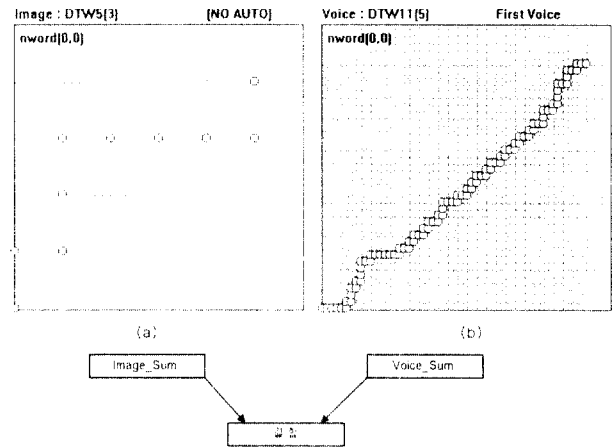 Image : DTW5[3] [NO AUTO]
nword[0,0]
Voice : DTW11[5] First Voice
nword[0,0]
(a)
(b)
Image_Sum
Voice_Sum